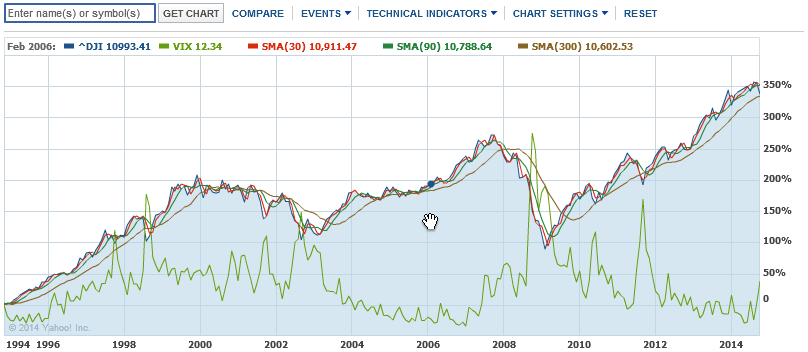 Enter name(s) or symbol(s) GET CHART COMPARE EVENTS TECHNICAL INDICATORS CHART SETTINGS RESET
Feb 2006: ^DJI 10993.41 VIX 12.34 SMA(30) 10,911.47 SMA(90) 10,788.64 SMA(300) 10,602.53
350%
300%
250%
200%
150%
100%
50%
0
© 2014 Yahoo! Inc.
1994 1996 1998 2000 2002 2004 2006 2008 2010 2012 2014